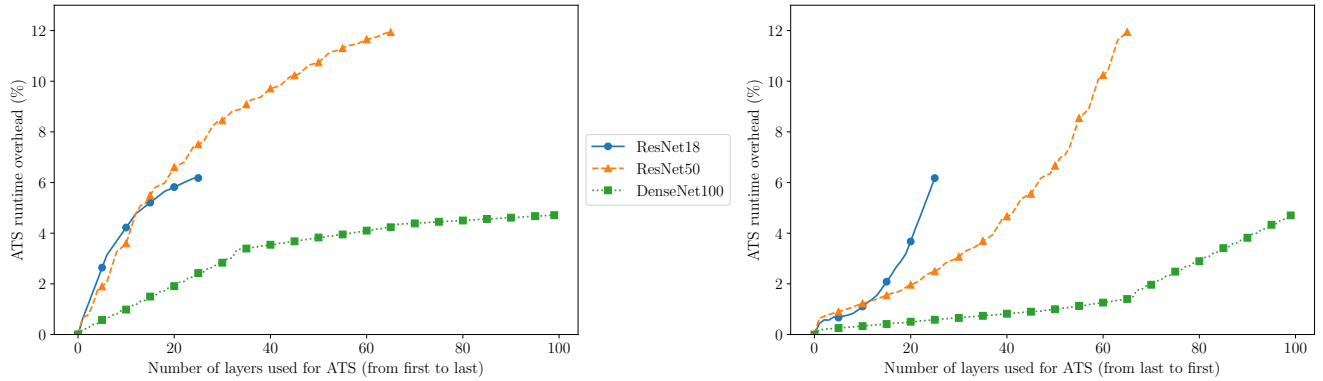 12
10
8
6
4
2
0
ATS runtime overhead (%)
0 20 40 60 80 100
Number of layers used for ATS (from first to last)
ResNet18
ResNet50
DenseNet100
12
10
8
6
4
2
0
ATS runtime overhead (%)
0 20 40 60 80 100
Number of layers used for ATS (from last to first)